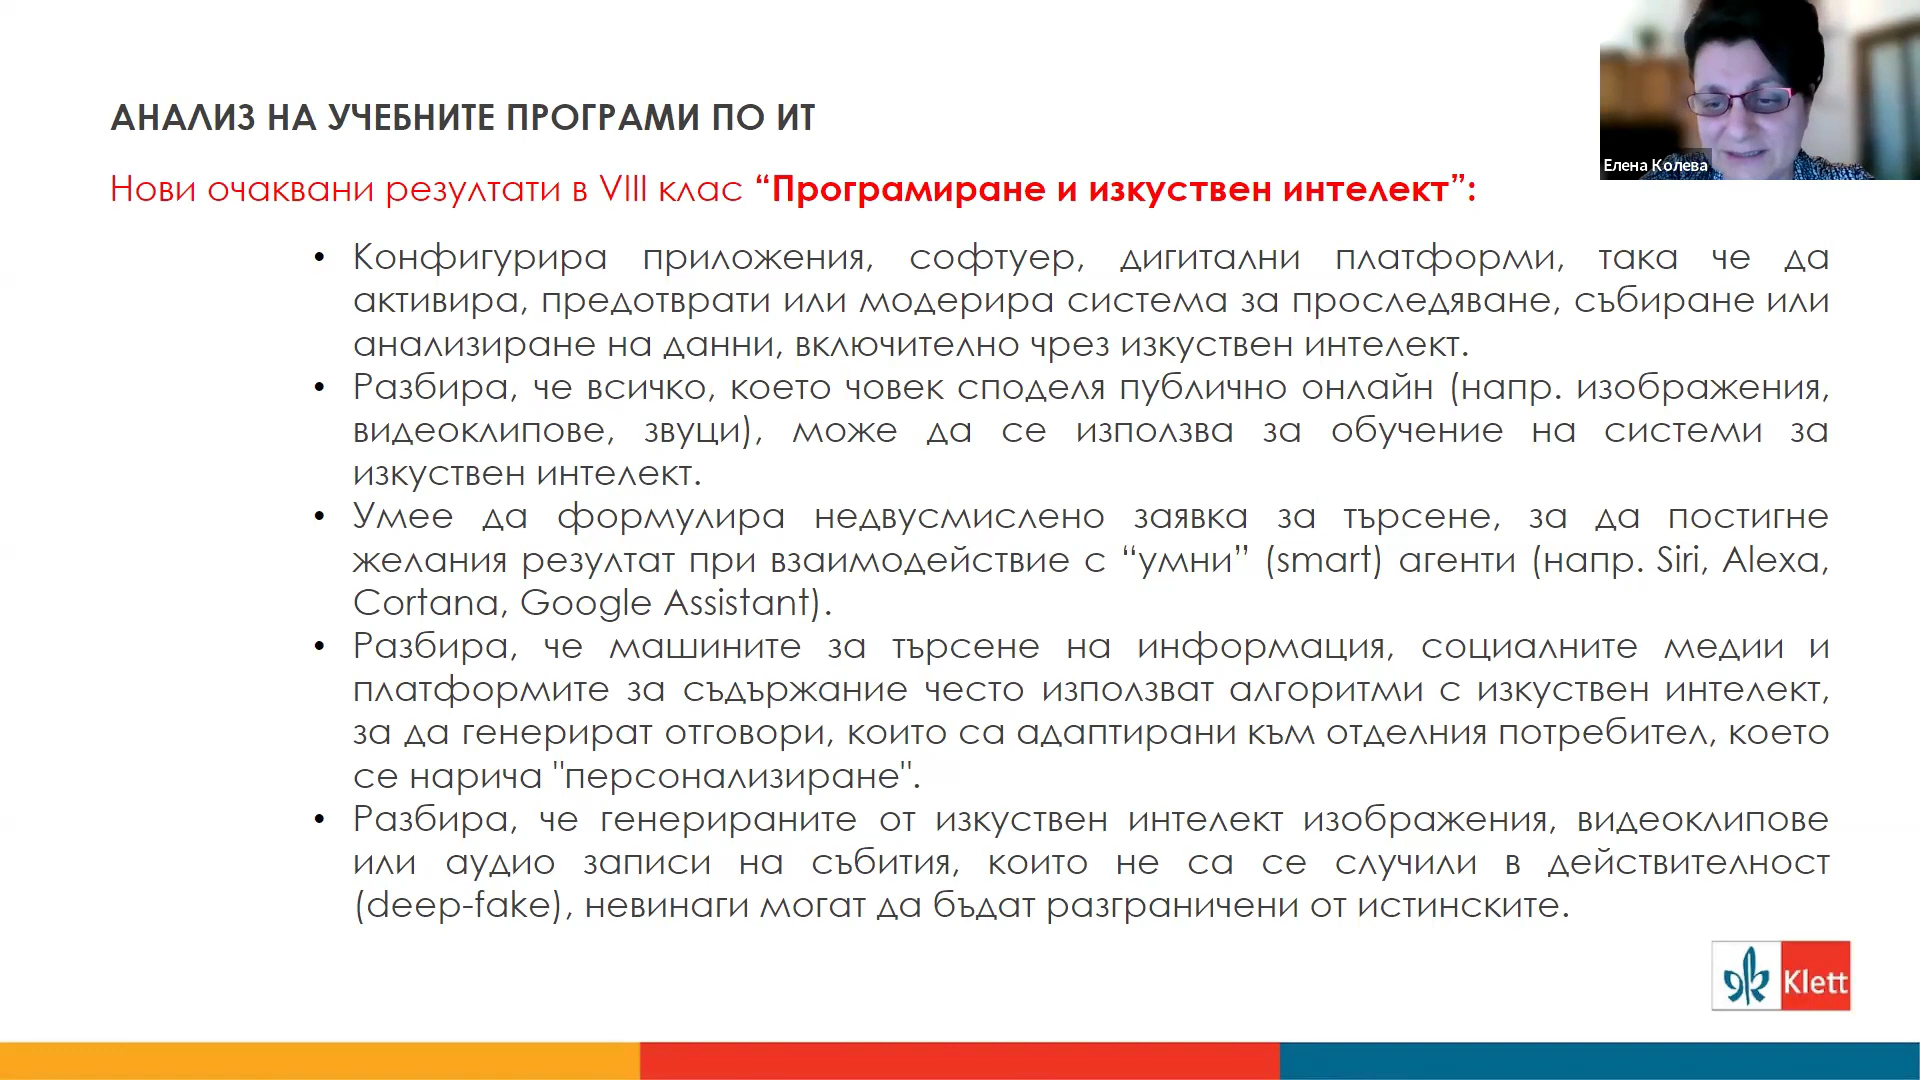 Елена Колева
АНАЛИЗ НА УЧЕБНИТЕ ПРОГРАМИ ПО ИТ
Нови очаквани резултати в VIII клас “Програмиране и изкуствен интелект”:
• Конфигурира приложения, софтуер, дигитални платформи, така че да
активира, предотврати или модерира система за проследяване, събиране или
анализиране на данни, включително чрез изкуствен интелект.
• Разбира, че всичко, което човек споделя публично онлайн (напр. изображения,
видеоклипове, звуци), може да се използва за обучение на системи за
изкуствен интелект.
• Умее да формулира недвусмислено заявка за търсене, за да постигне
желания резултат при взаимодействие с “умни” (smart) агенти (напр. Siri, Alexa,
Cortana, Google Assistant).
• Разбира, че машините за търсене на информация, социалните медии и
платформите за съдържание често използват алгоритми с изкуствен интелект,
за да генерират отговори, които са адаптирани към отделния потребител, което
се нарича "персонализиране".
• Разбира, че генерираните от изкуствен интелект изображения, видеоклипове
или аудио записи на събития, които не са се случили в действителност
(deep-fake), невинаги могат да бъдат разграничени от истинските.
Klett